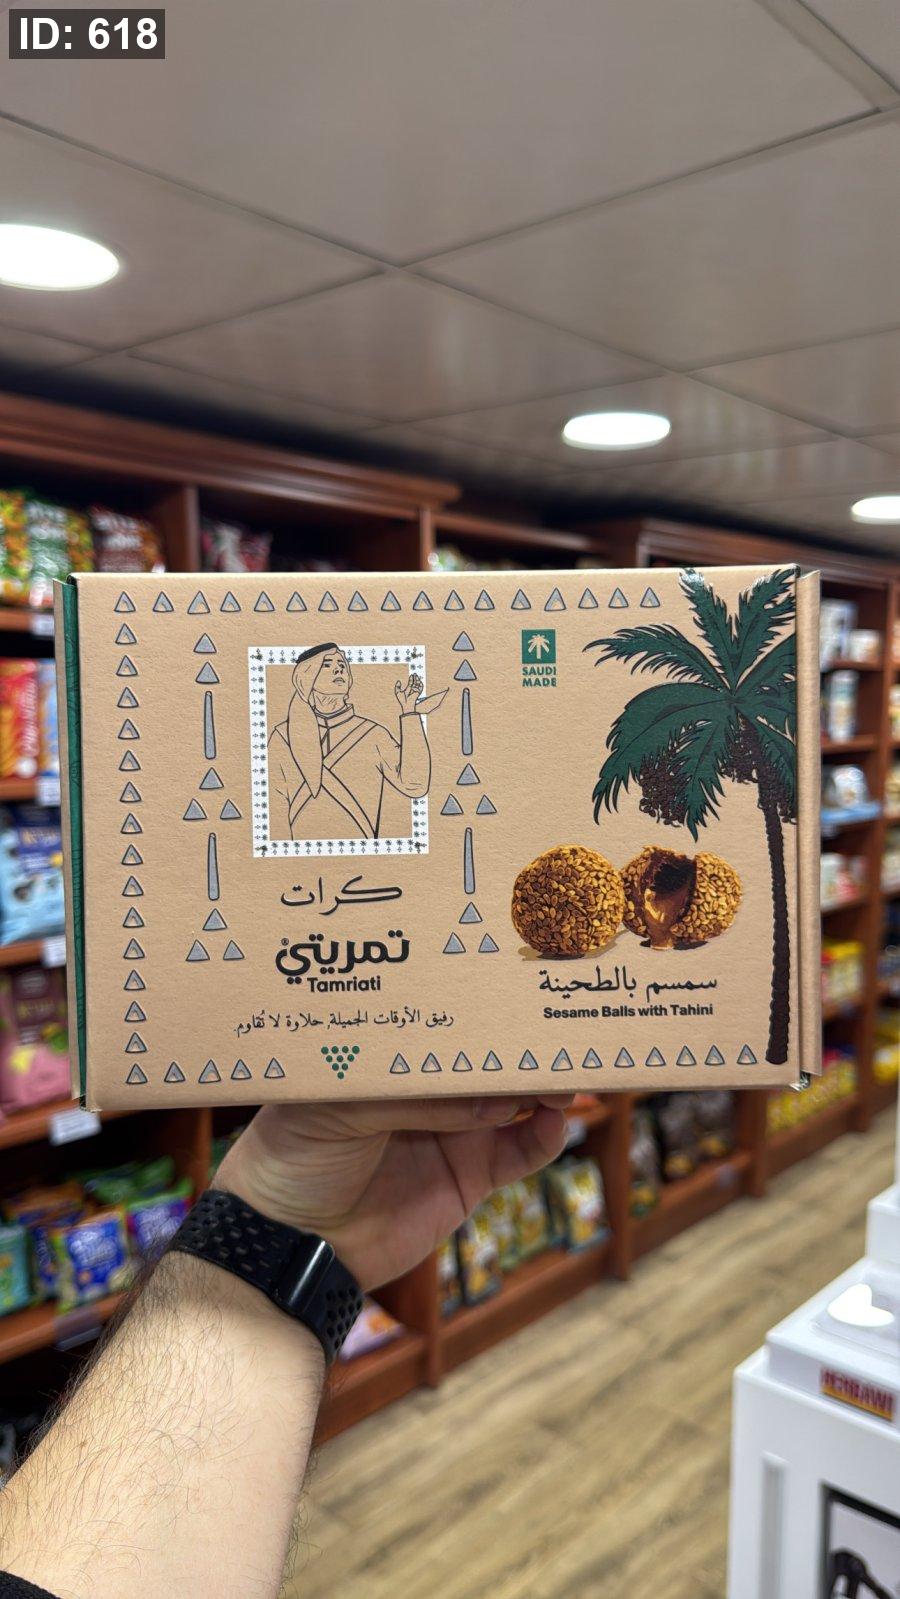 ID: 618
SAUDI
MADE
كرات
تمريتي
Tamriati
رفيق الأوقات الجميلة, حلاوة لا تُقاوم.
سمسم بالطحينة
Sesame Balls with Tahini